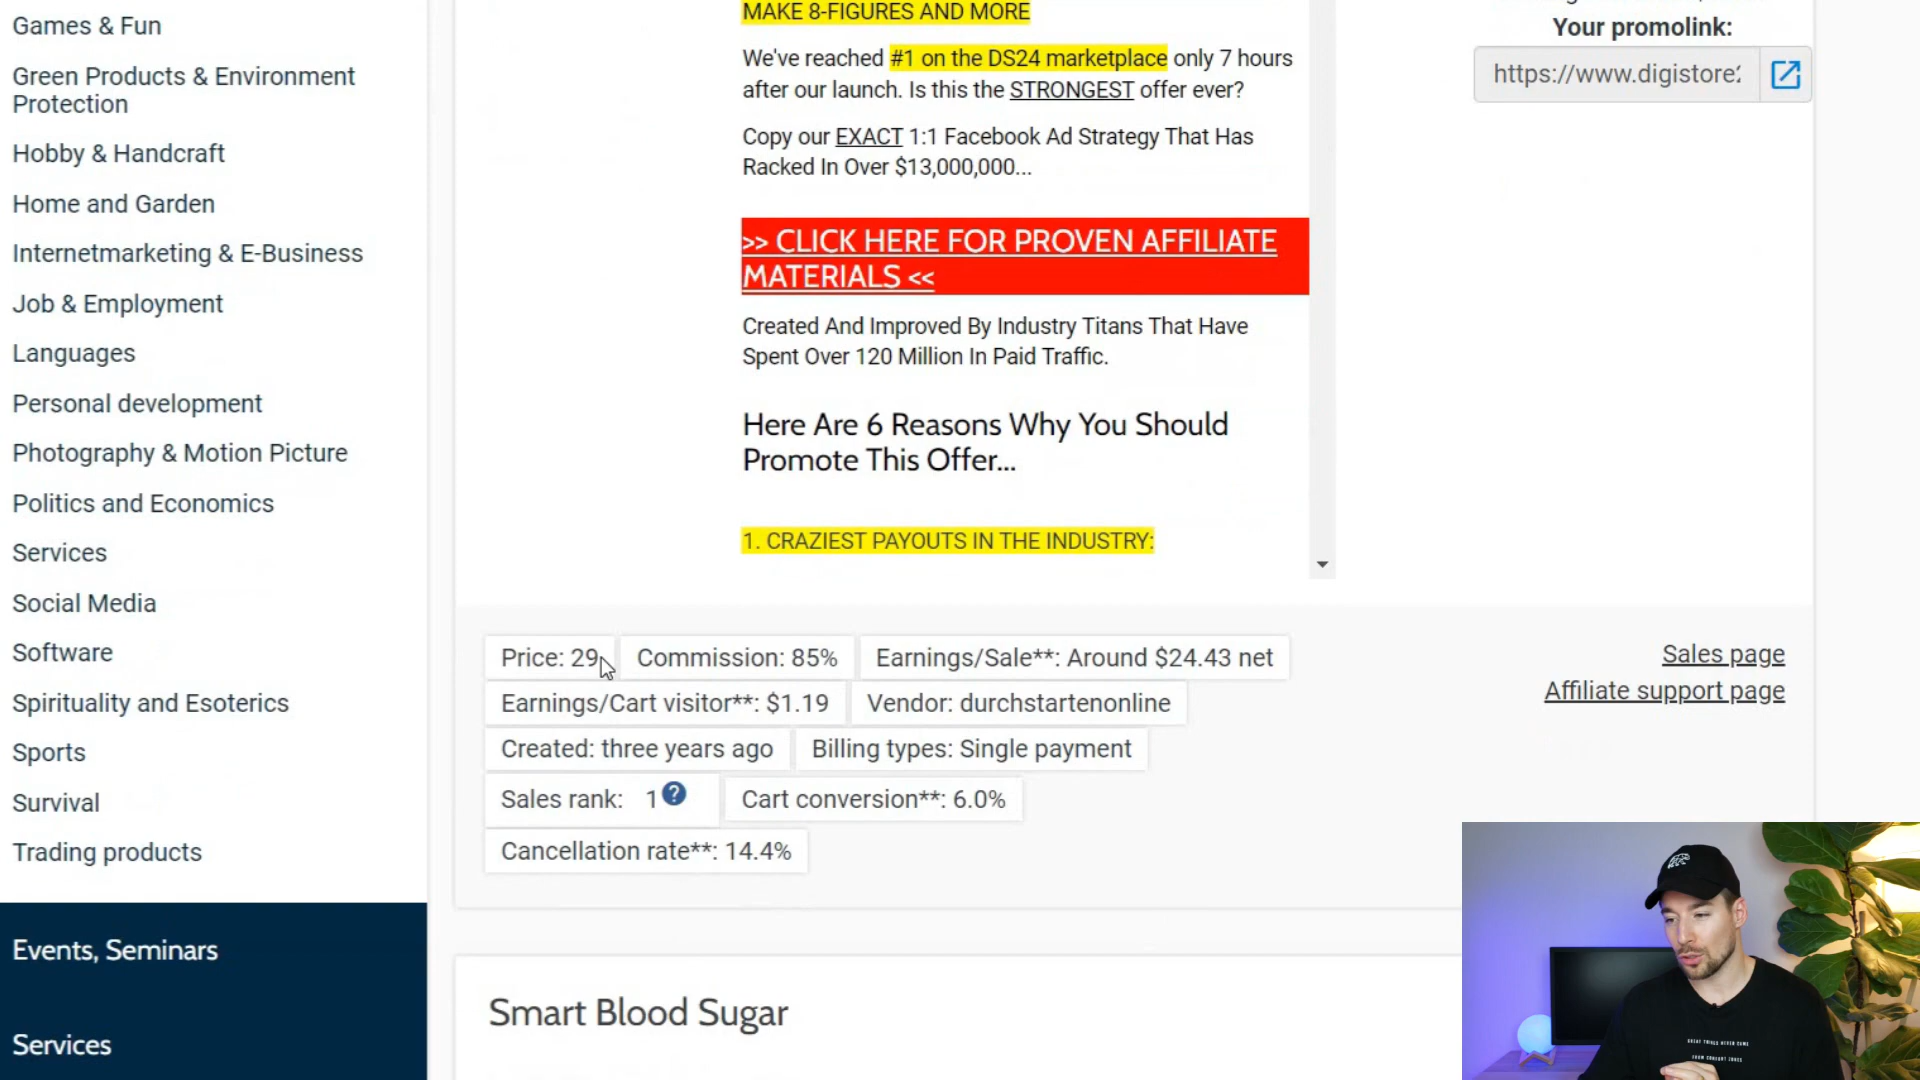 Games & Fun
Green Products & Environment
Protection
Hobby & Handcraft
Home and Garden
Internetmarketing & E-Business
Job & Employment
Languages
Personal development
Photography & Motion Picture
Politics and Economics
Services
Social Media
Software
Spirituality and Esoterics
Sports
Survival
Trading products
Events, Seminars
Services
MAKE 8-FIGURES AND MORE
We've reached #1 on the DS24 marketplace only 7 hours
after our launch. Is this the STRONGEST offer ever?
Copy our EXACT 1:1 Facebook Ad Strategy That Has
Racked In Over $13,000,000...
>> CLICK HERE FOR PROVEN AFFILIATE
MATERIALS <<
Created And Improved By Industry Titans That Have
Spent Over 120 Million In Paid Traffic.
Here Are 6 Reasons Why You Should
Promote This Offer...
1. CRAZIEST PAYOUTS IN THE INDUSTRY:
Your promolink:
https://www.digistore2
Price: 29 Commission: 85% Earnings/Sale**: Around $24.43 net
Earnings/Cart visitor**: $1.19 Vendor: durchstartenonline
Created: three years ago Billing types: Single payment
Sales rank: 1 ? Cart conversion**: 6.0%
Cancellation rate**: 14.4%
Sales page
Affiliate support page
Smart Blood Sugar